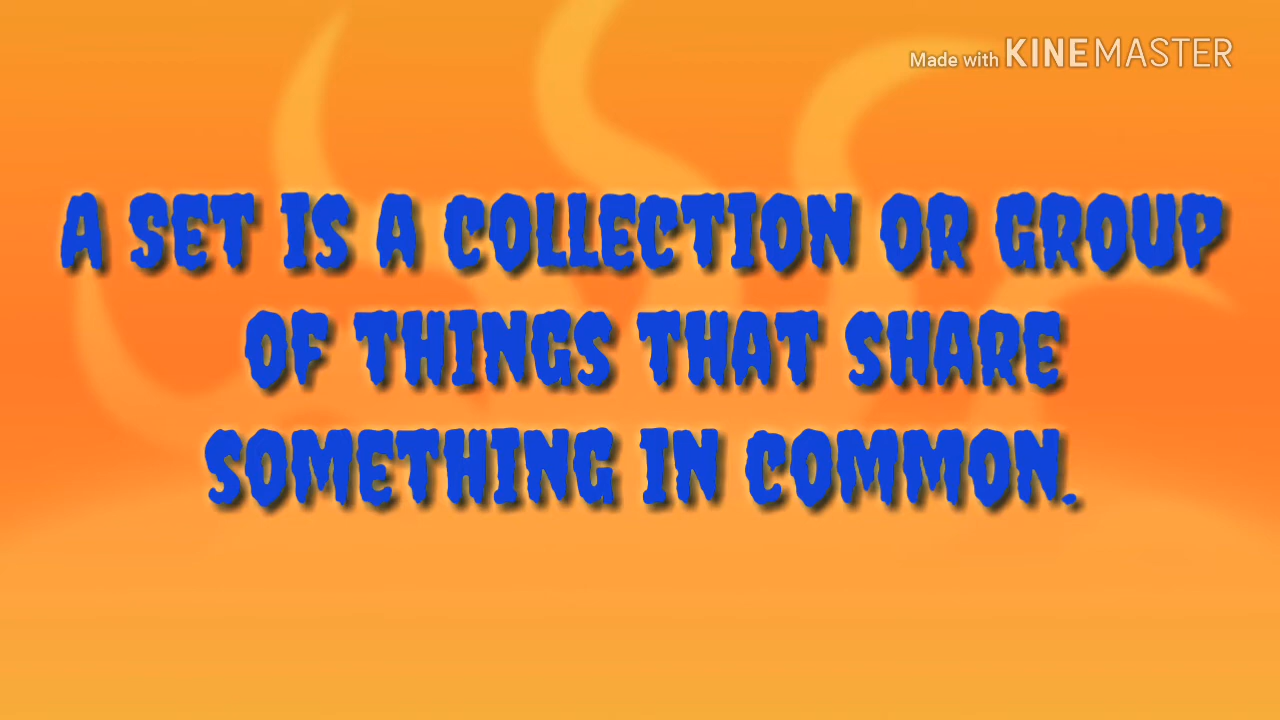 Made with KINEMASTER
A SET IS A COLLECTION OR GROUP
OF THINGS THAT SHARE
SOMETHING IN COMMON.